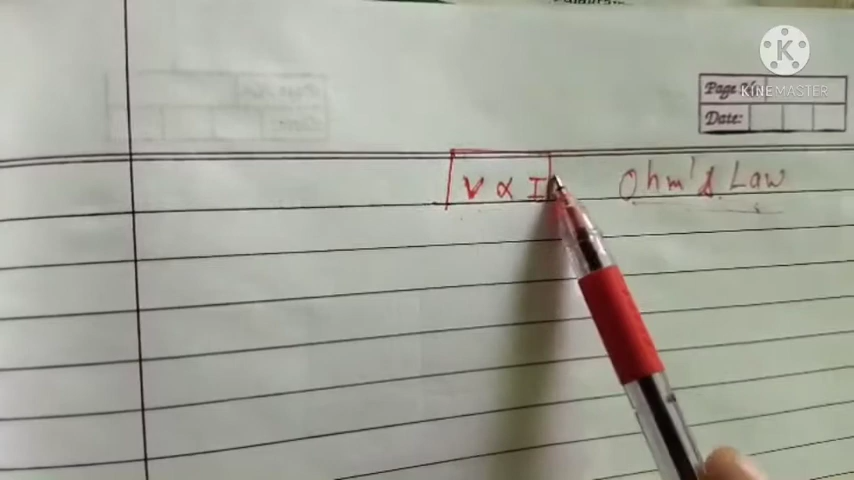 K
KINEMASTER
Page No.
Date:
V ∝ I Ohm's Law